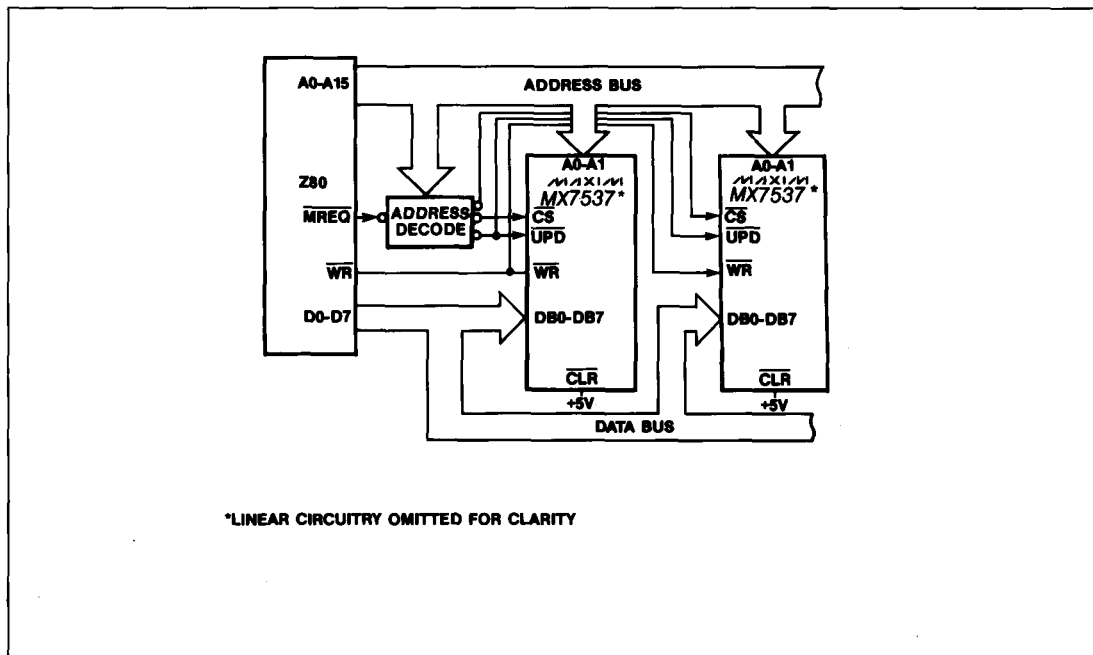 A0-A15
ADDRESS BUS
Z80
MREQ
ADDRESS
DECODE
WR
D0-D7
A0-A1
MAXIM
MX7537*
CS
UPD
WR
DB0-DB7
CLR
+5V
A0-A1
MAXIM
MX7537*
CS
UPD
WR
DB0-DB7
CLR
+5V
DATA BUS
*LINEAR CIRCUITRY OMITTED FOR CLARITY